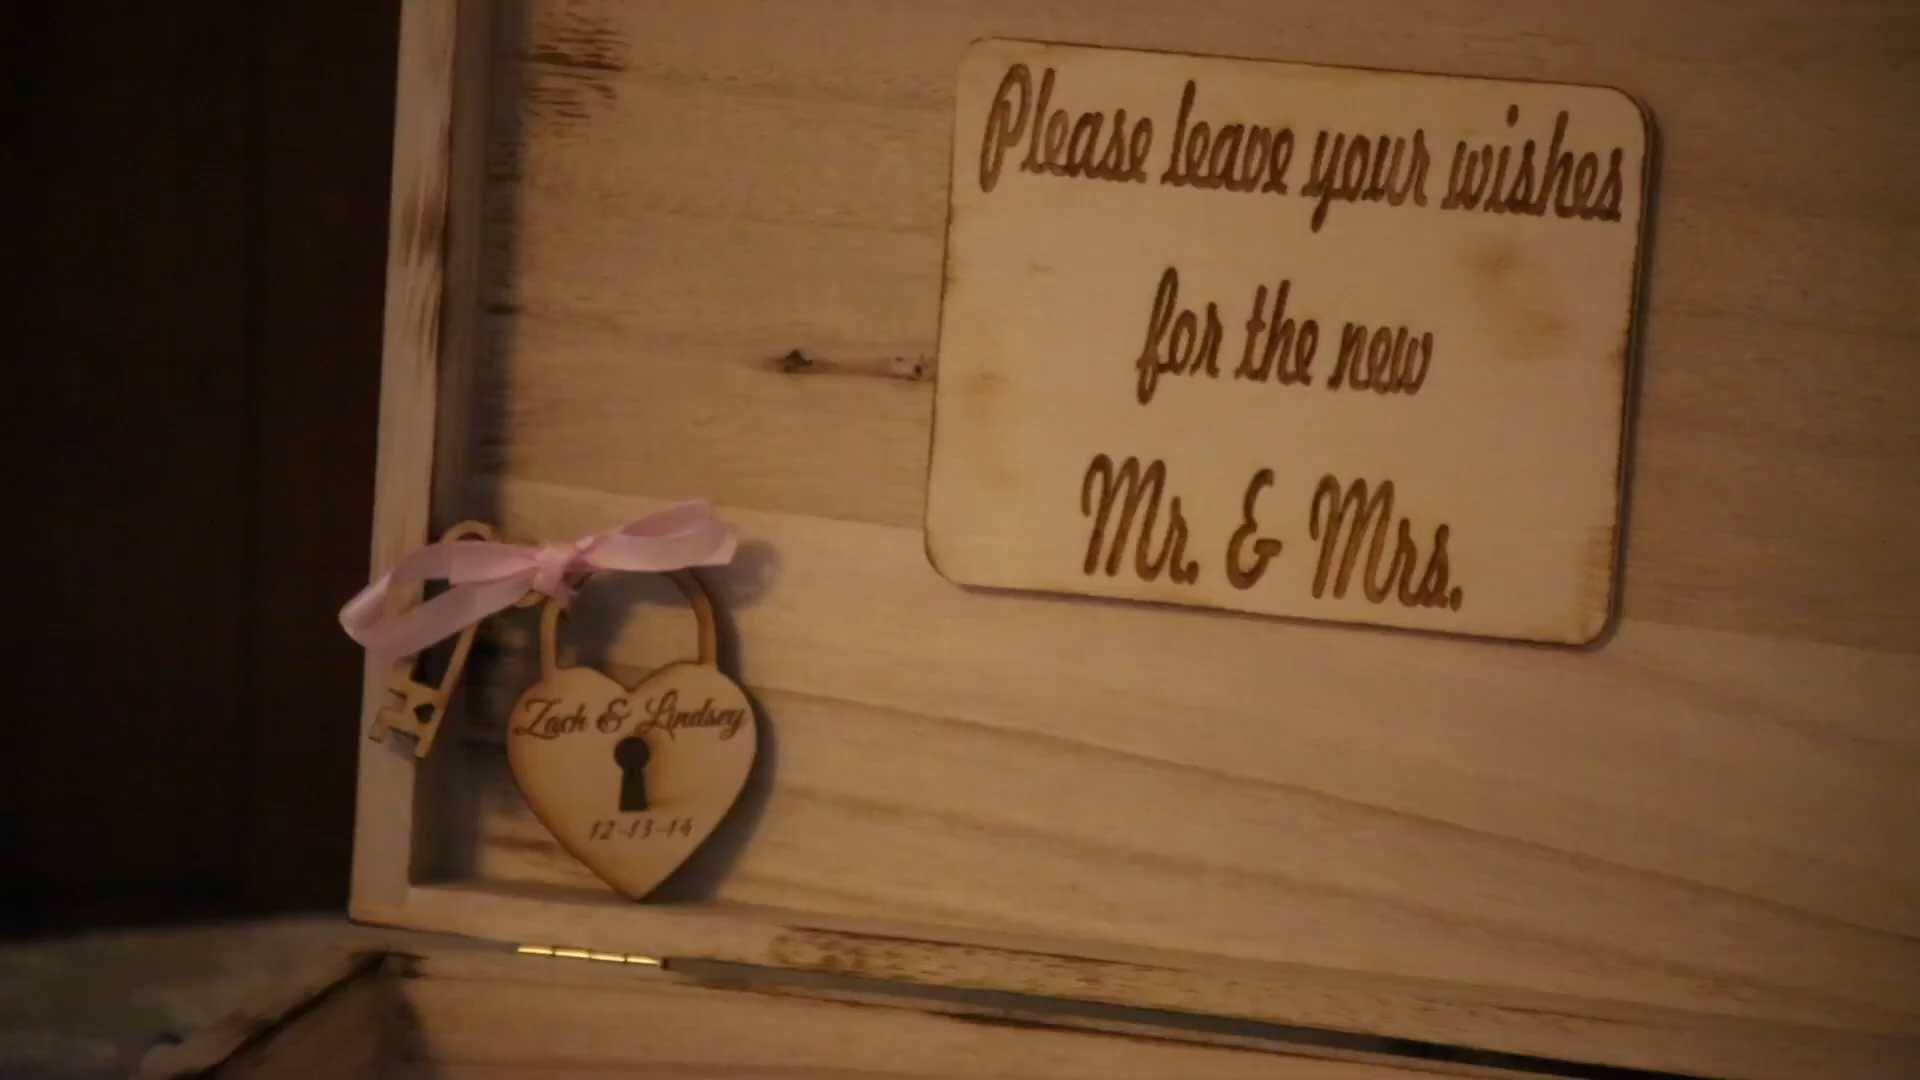 Please leave your wishes
for the new
Mr. & Mrs.
Zach & Lindsey
12-13-14